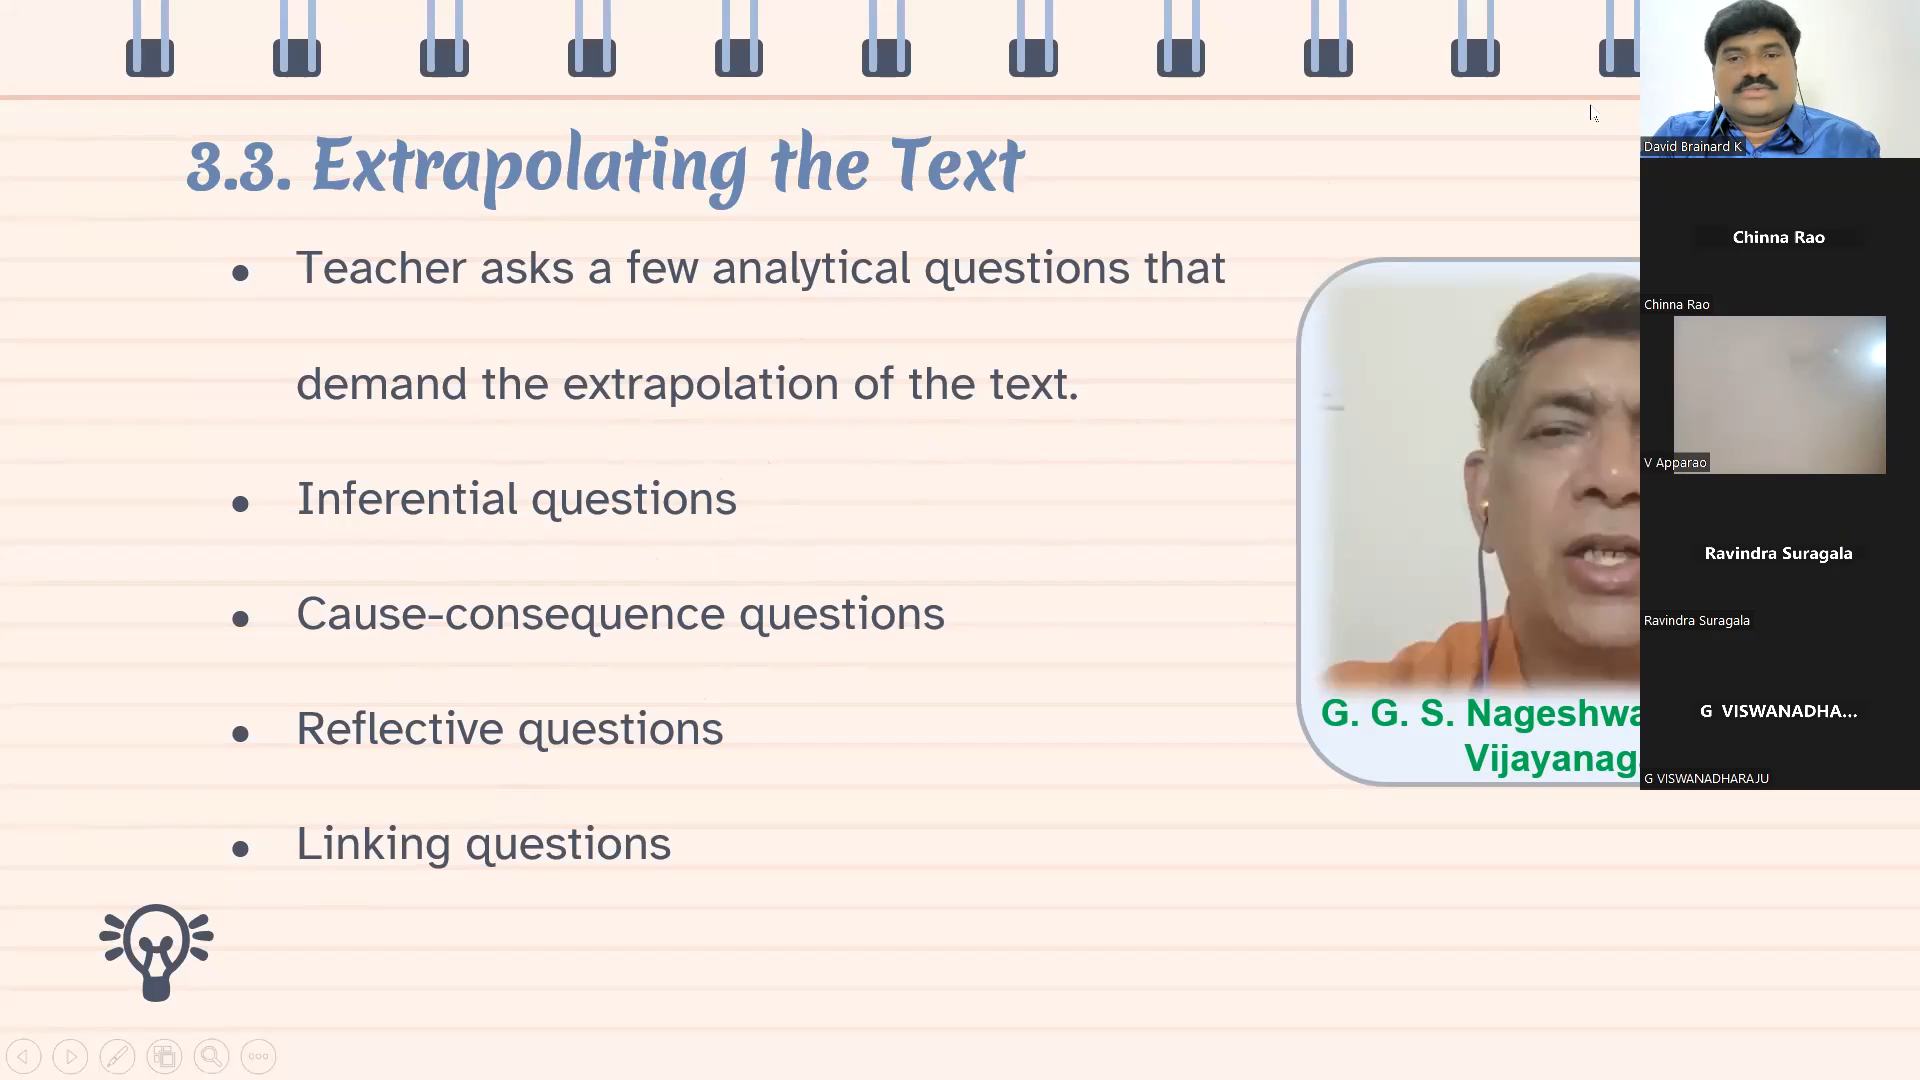 3.3. Extrapolating the Text
● Teacher asks a few analytical questions that
demand the extrapolation of the text.
● Inferential questions
● Cause-consequence questions
● Reflective questions
● Linking questions
G. G. S. Nageshwa
Vijayanag
David Brainard K
Chinna Rao
Chinna Rao
V Apparao
Ravindra Suragala
Ravindra Suragala
G VISWANADHA...
G VISWANADHARAJU